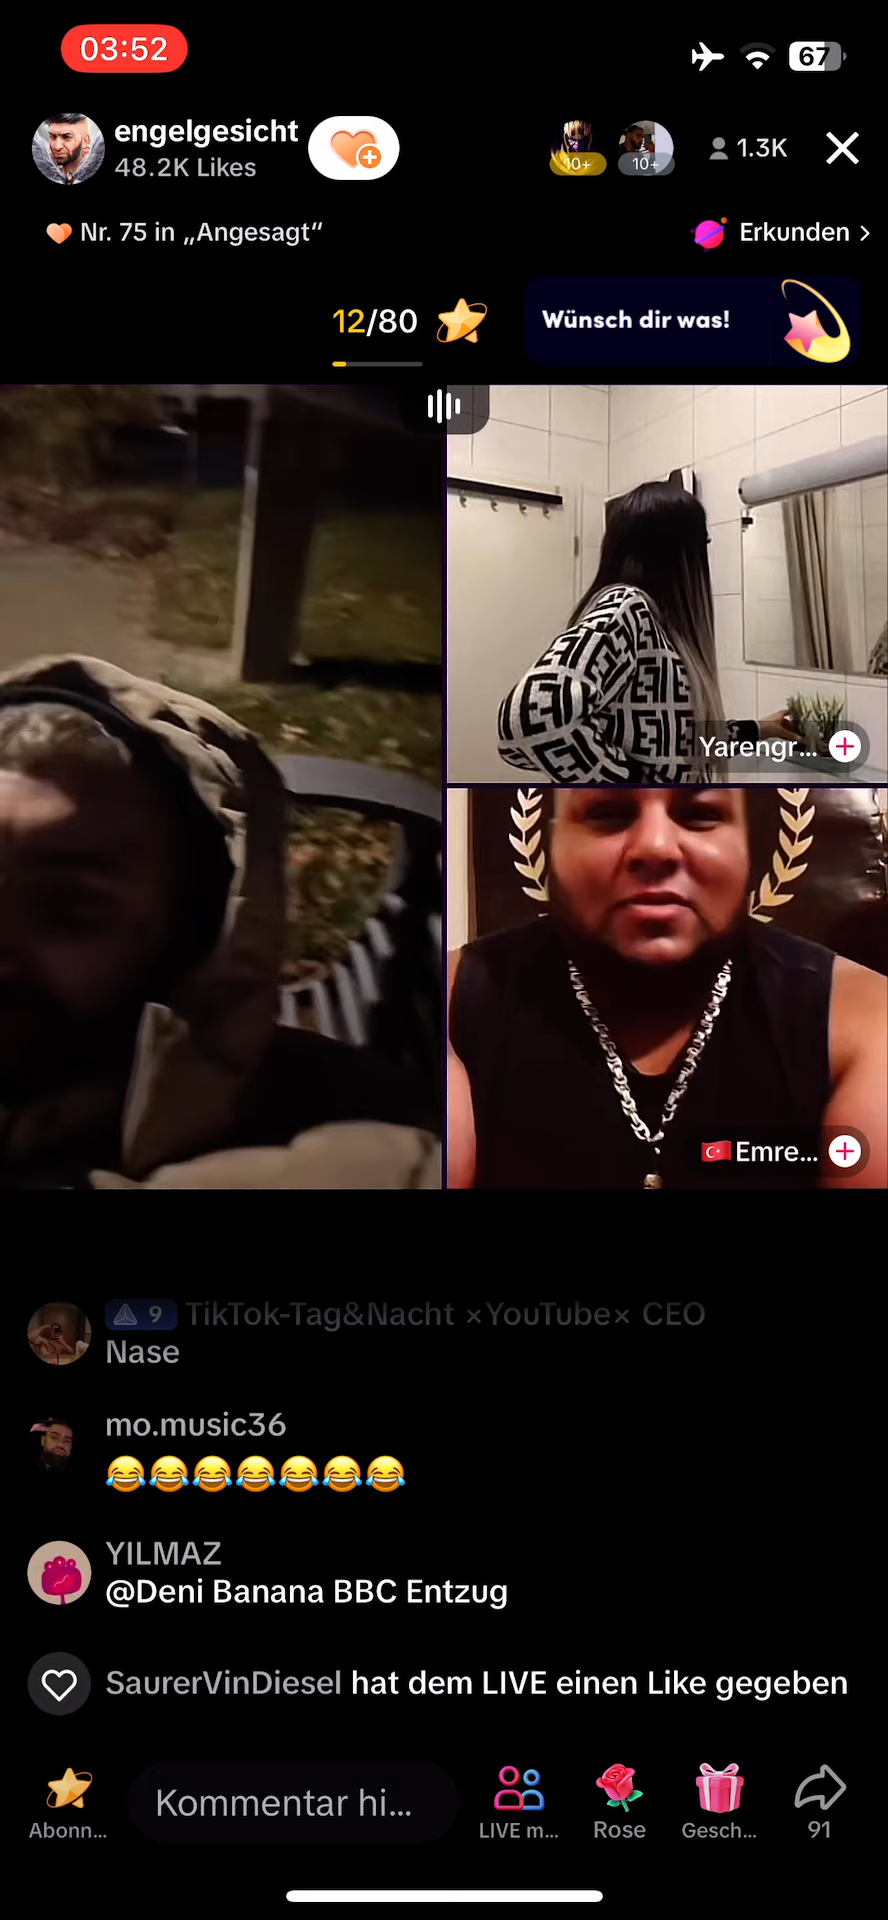 03:52
67
engelgesicht
48.2K Likes
10+
10+
1.3K
Nr. 75 in „Angesagt“
Erkunden >
12/80
Wünsch dir was!
Yarengr...
🇹🇷Emre...
9 TikTok-Tag&Nacht ×YouTube× CEO
Nase
mo.music36
😂😂😂😂😂😂😂
YILMAZ
@Deni Banana BBC Entzug
SaurerVinDiesel hat dem LIVE einen Like gegeben
Kommentar hi...
Abonn...
LIVE m...
Rose
Gesch...
91